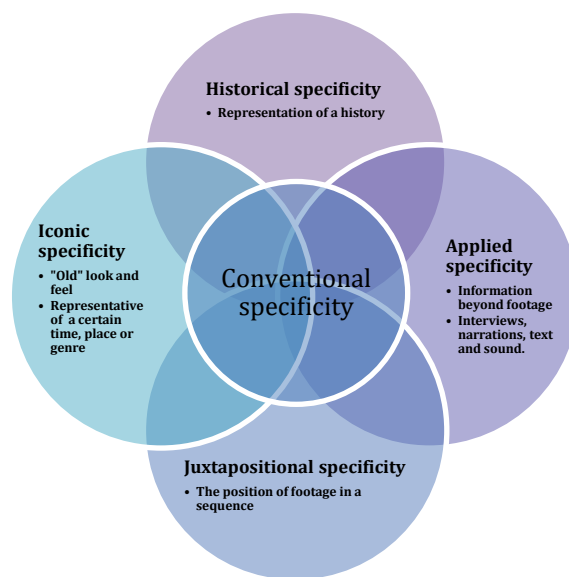 Historical specificity
• Representation of a history
Iconic
specificity
• "Old" look and
feel
• Representative
of a certain
time, place or
genre
Conventional
specificity
Applied
specificity
• Information
beyond footage
• Interviews,
narrations, text
and sound.
Juxtapositional specificity
• The position of footage in a
sequence